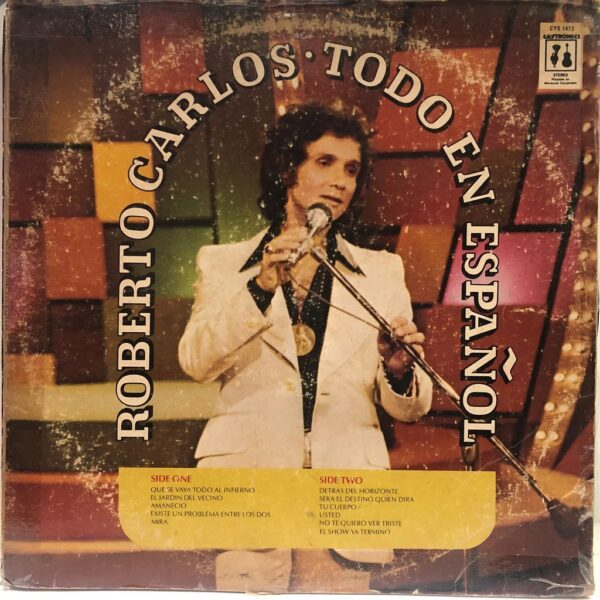 ROBERTO CARLOS · TODO EN ESPAÑOL
CYS 1473
CAYTRONICS
STEREO
SIDE ONE
QUE SE VAYA TODO AL INFIERNO
EL JARDIN DEL VECINO
AMANECIO
EXISTE UN PROBLEMA ENTRE LOS DOS
MIRA
SIDE TWO
DETRAS DEL HORIZONTE
SERA EL DESTINO QUIEN DIRA
TU CUERPO
USTED
NO TE QUIERO VER TRISTE
EL SHOW YA TERMINO